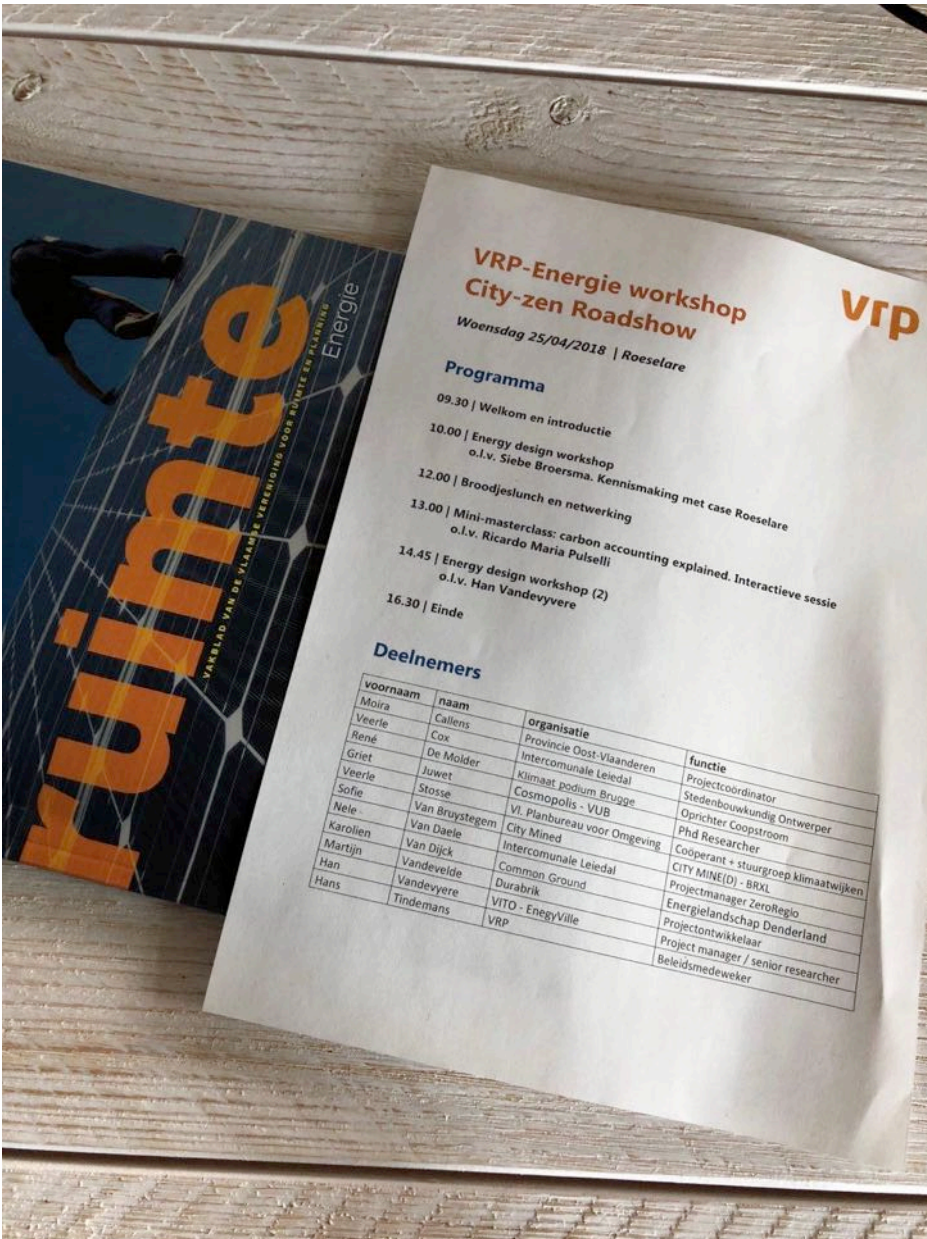 ruimte
VAKBLAD VAN DE VLAAMSE VERENIGING VOOR RUIMTE EN PLANNING
Energie
vrp
VRP-Energie workshop
City-zen Roadshow
Woensdag 25/04/2018 | Roeselare
Programma
09.30 | Welkom en introductie
10.00 | Energy design workshop
o.l.v. Siebe Broersma. Kennismaking met case Roeselare
12.00 | Broodjeslunch en netwerking
13.00 | Mini-masterclass: carbon accounting explained. Interactieve sessie
o.l.v. Ricardo Maria Pulselli
14.45 | Energy design workshop (2)
o.l.v. Han Vandevyvere
16.30 | Einde
Deelnemers
voornaam naam organisatie functie
Moira Callens Provincie Oost-Vlaanderen Projectcoördinator
Veerle Cox Intercomunale Leiedal Stedenbouwkundig Ontwerper
René De Molder Klimaat podium Brugge Oprichter Coopstroom
Griet Juwet Cosmopolis - VUB Phd Researcher
Veerle Stosse Vl. Planbureau voor Omgeving Coöperant + stuurgroep klimaatwijken
Sofie Van Bruystegem City Mined CITY MINE(D) - BRXL
Nele Van Daele Intercomunale Leiedal Projectmanager ZeroRegio
Karolien Van Dijck Common Ground Energielandschap Denderland
Martijn Vandevelde Durabrik Projectontwikkelaar
Han Vandevyere VITO - EnegyVille Project manager / senior researcher
Hans Tindemans VRP Beleidsmedeweker